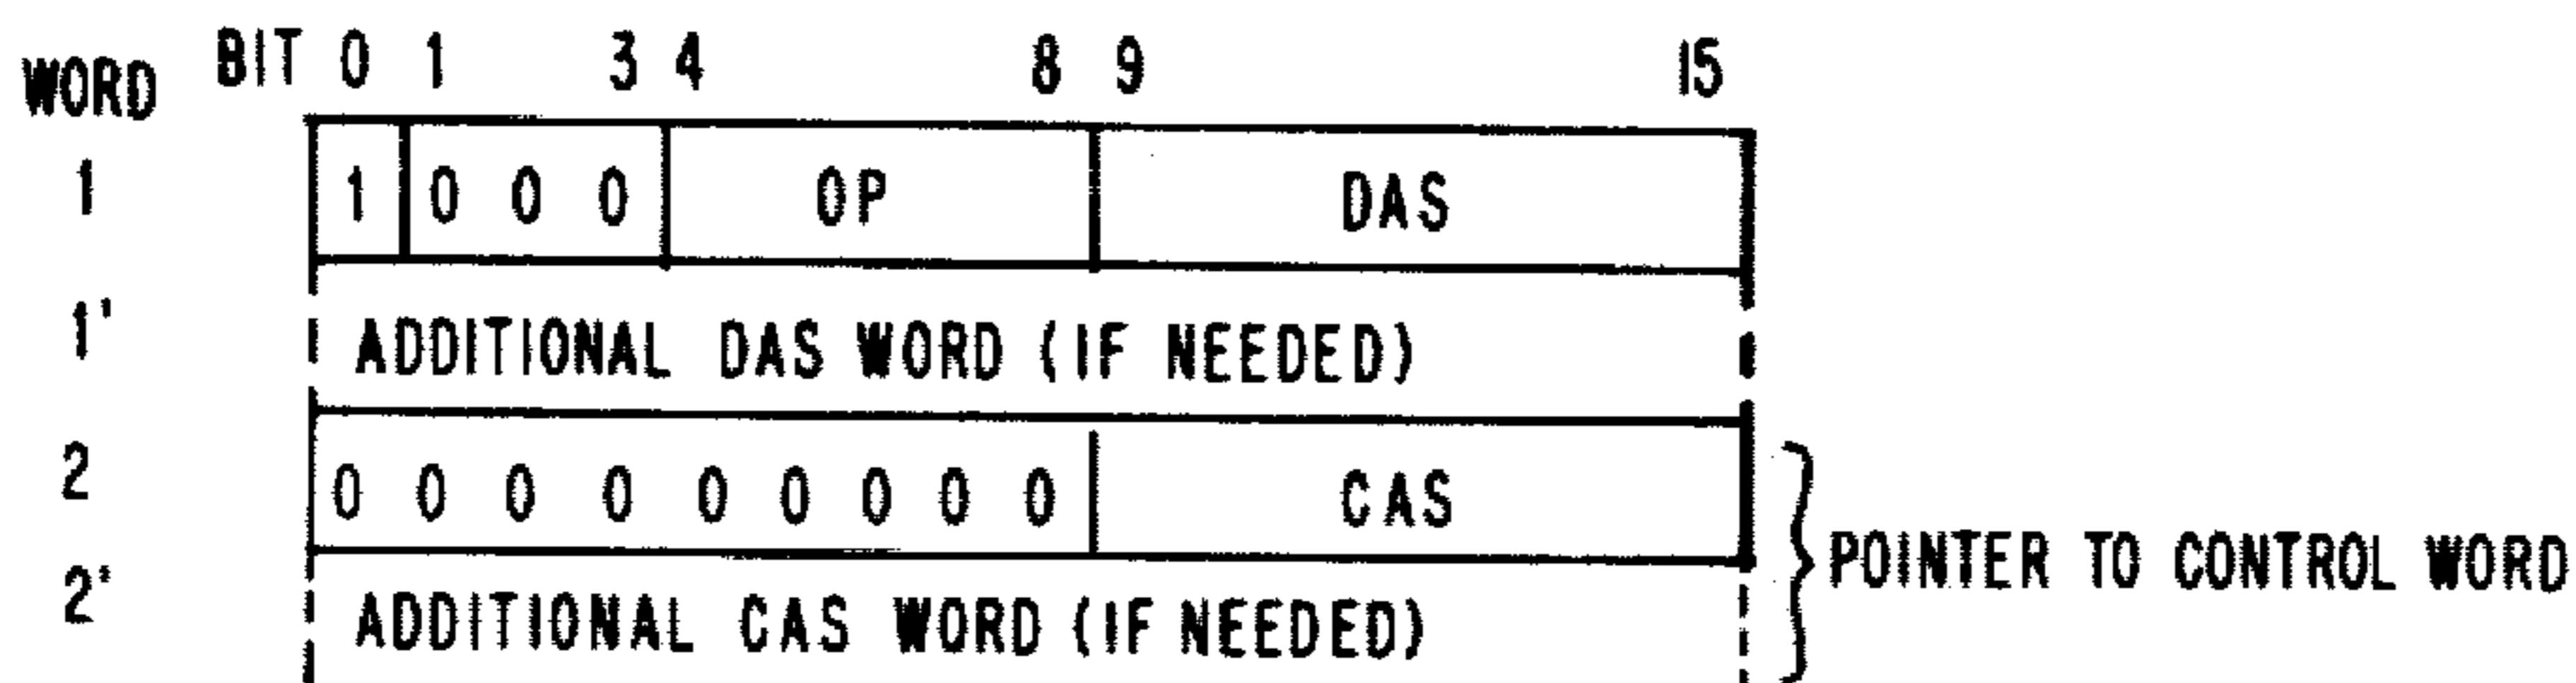 WORD BIT 0 1 3 4 8 9 15
1 1 0 0 0 OP DAS
1' ADDITIONAL DAS WORD (IF NEEDED)
2 0 0 0 0 0 0 0 0 0 CAS
POINTER TO CONTROL WORD
2' ADDITIONAL CAS WORD (IF NEEDED)